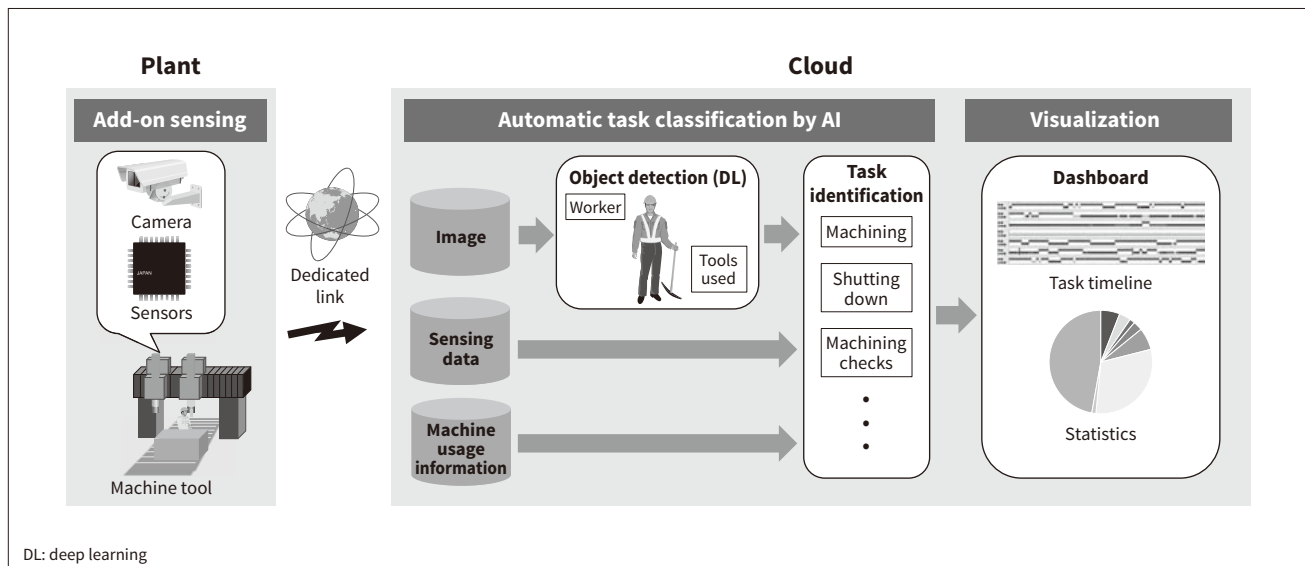 Plant
Cloud
Add-on sensing
Automatic task classification by AI
Visualization
Camera
JAPAN
Sensors
Machine tool
Dedicated
link
Image
Sensing
data
Machine
usage
information
Object detection (DL)
Worker
Tools
used
Task
identification
Machining
Shutting
down
Machining
checks
Dashboard
Task timeline
Statistics
DL: deep learning